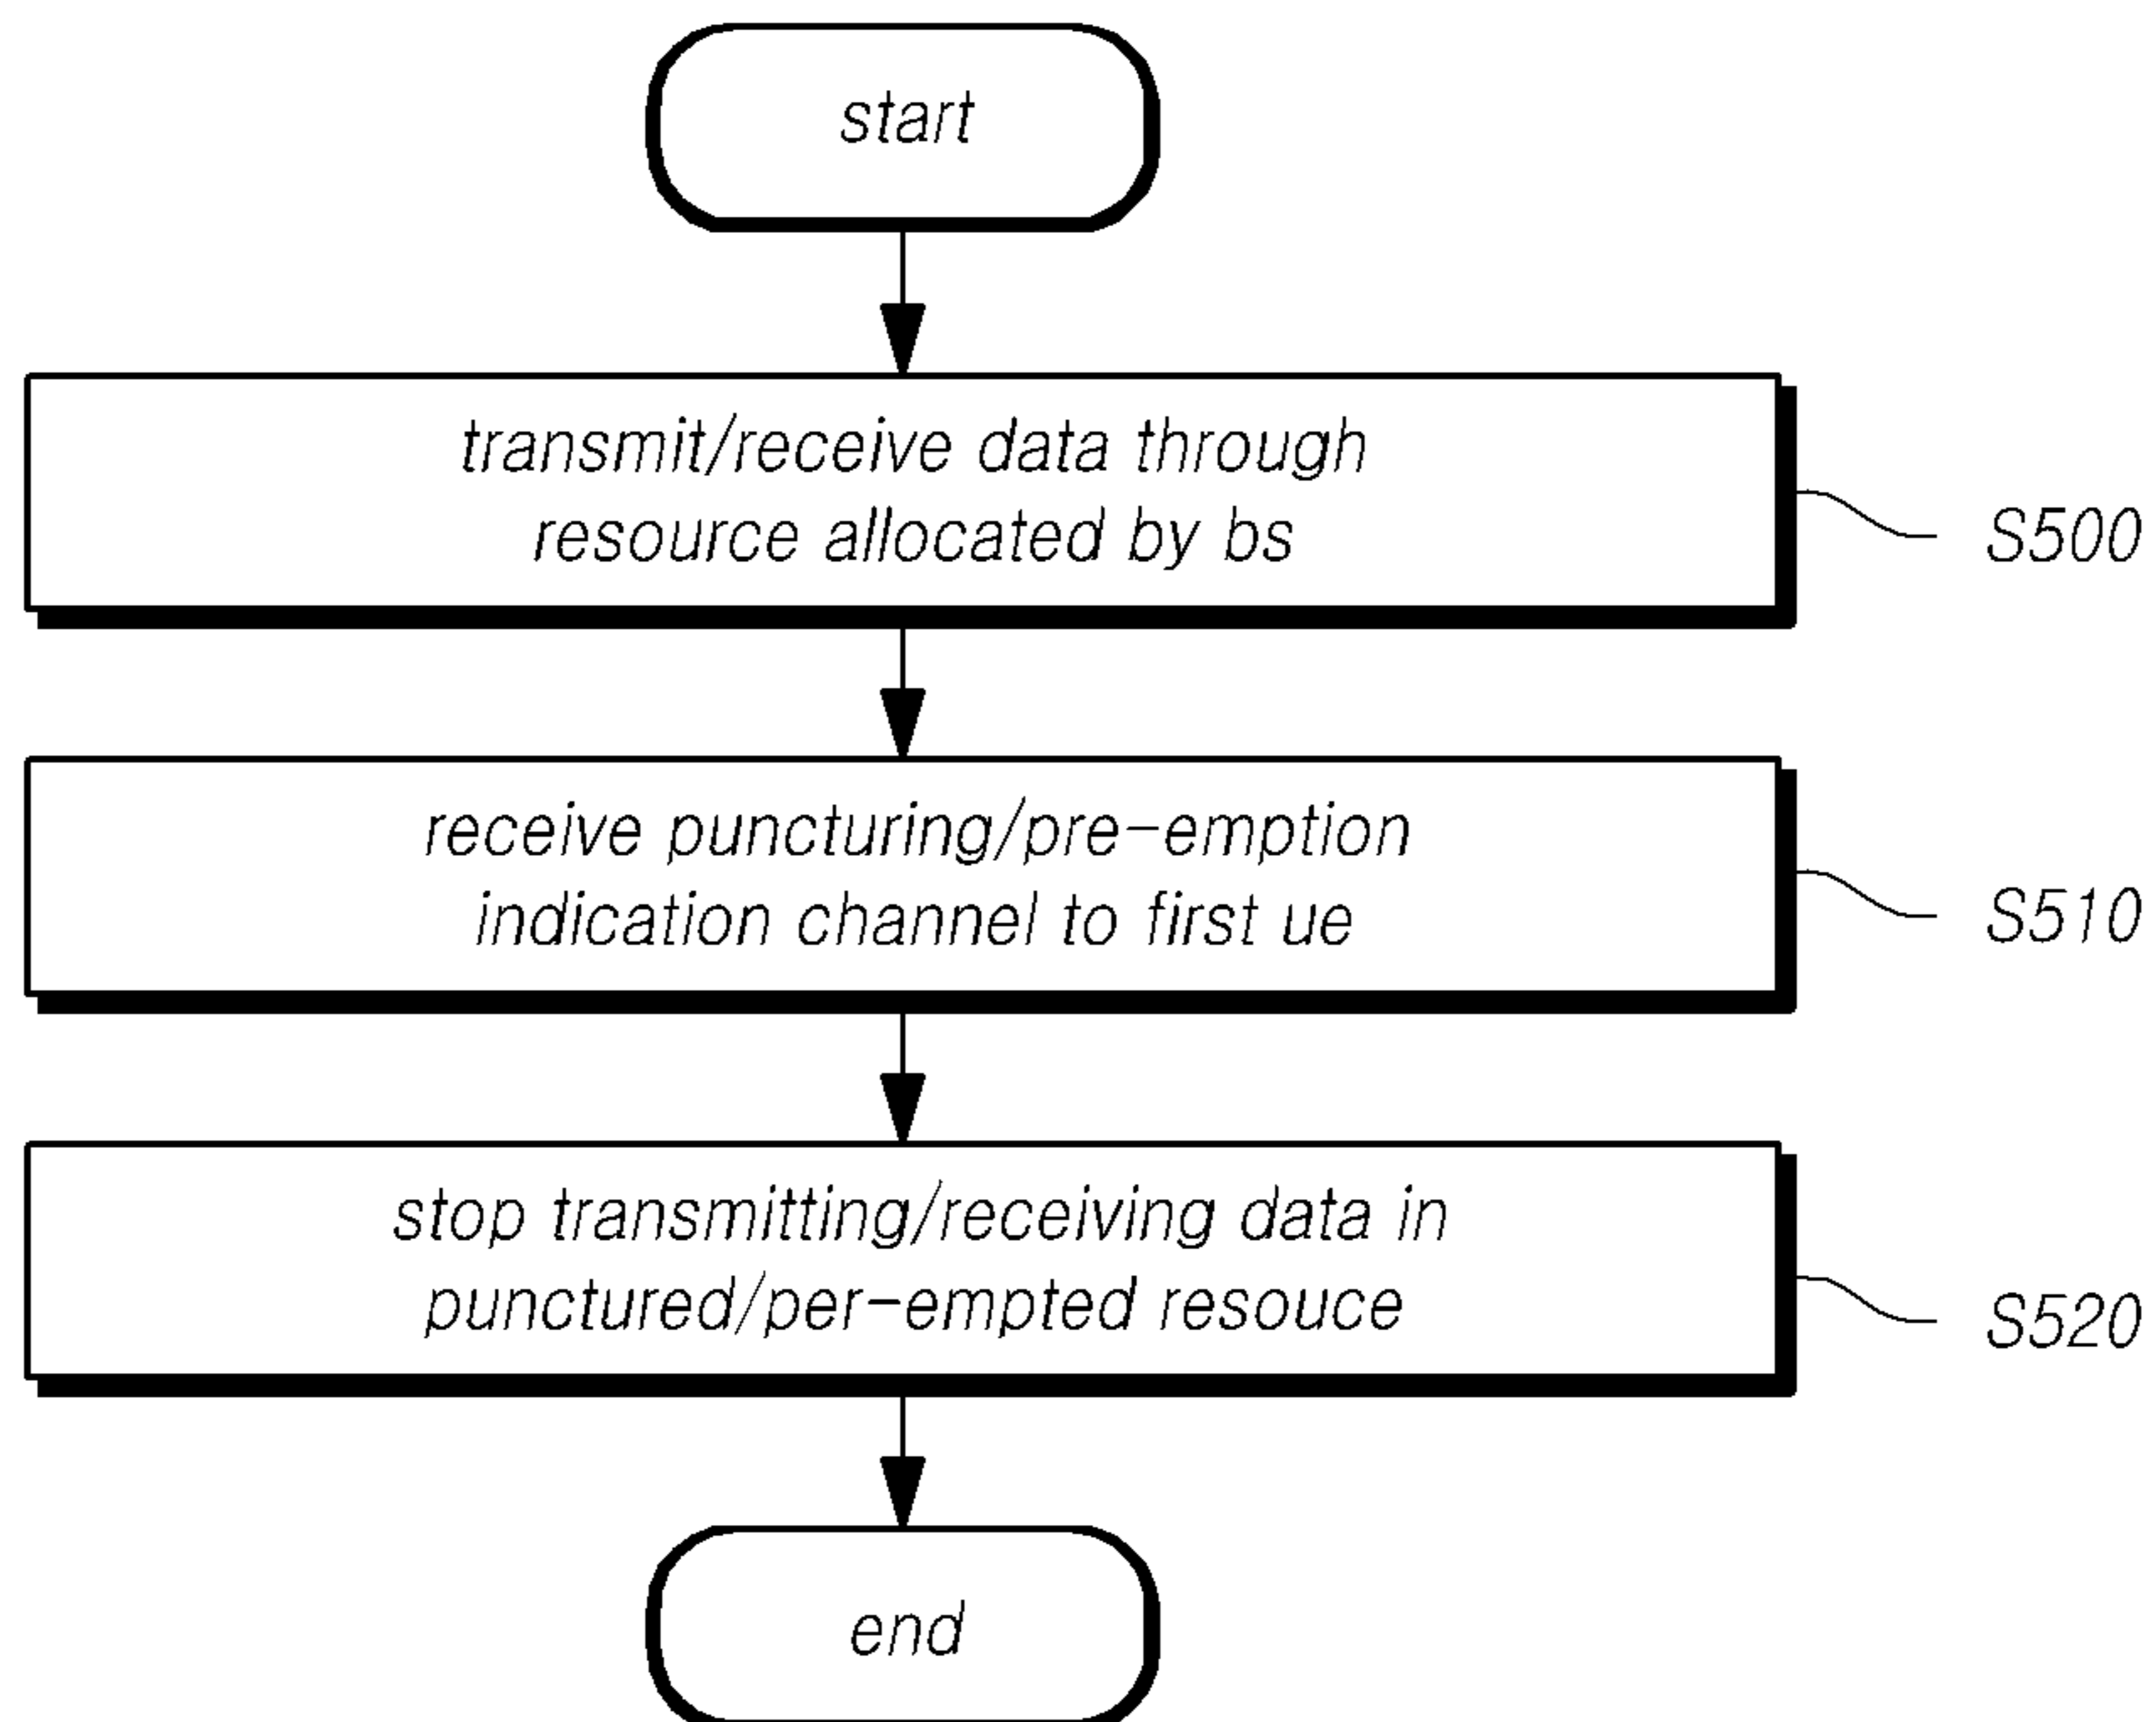 start
transmit/receive data through
resource allocated by bs
S500
receive puncturing/pre-emption
indication channel to first ue
S510
stop transmitting/receiving data in
punctured/per-empted resouce
S520
end